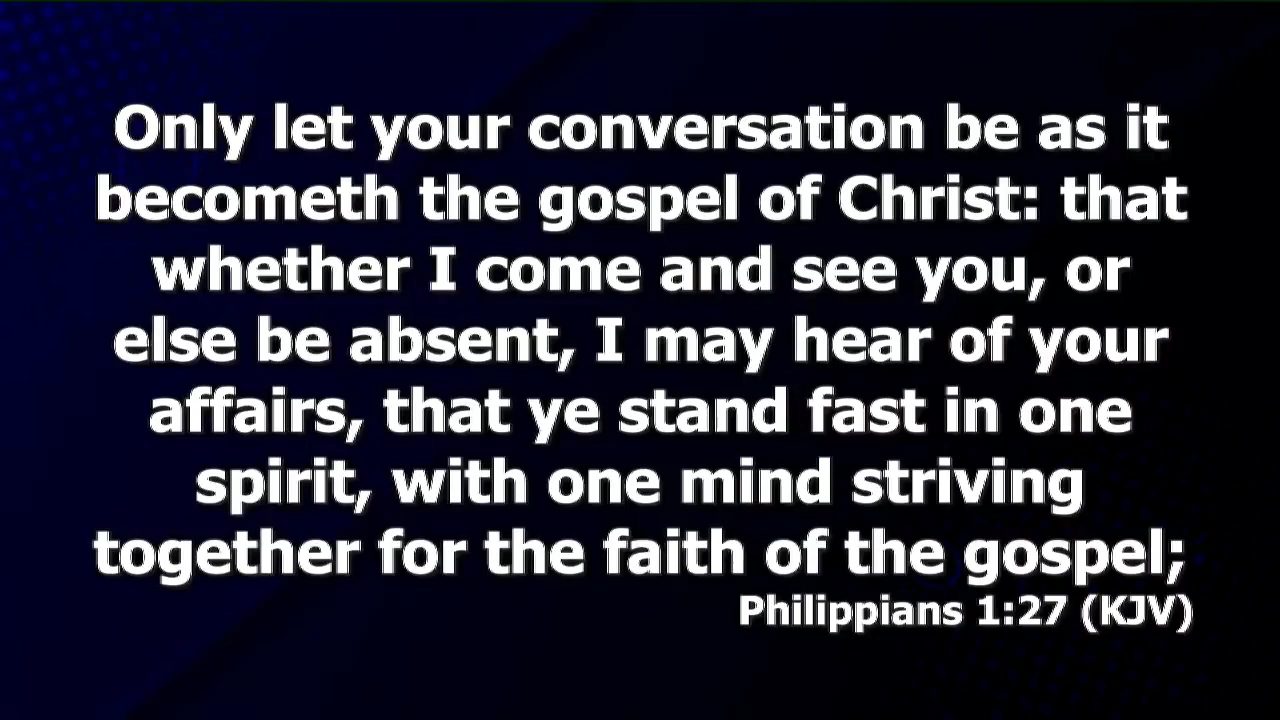 Only let your conversation be as it
becometh the gospel of Christ: that
whether I come and see you, or
else be absent, I may hear of your
affairs, that ye stand fast in one
spirit, with one mind striving
together for the faith of the gospel;
Philippians 1:27 (KJV)